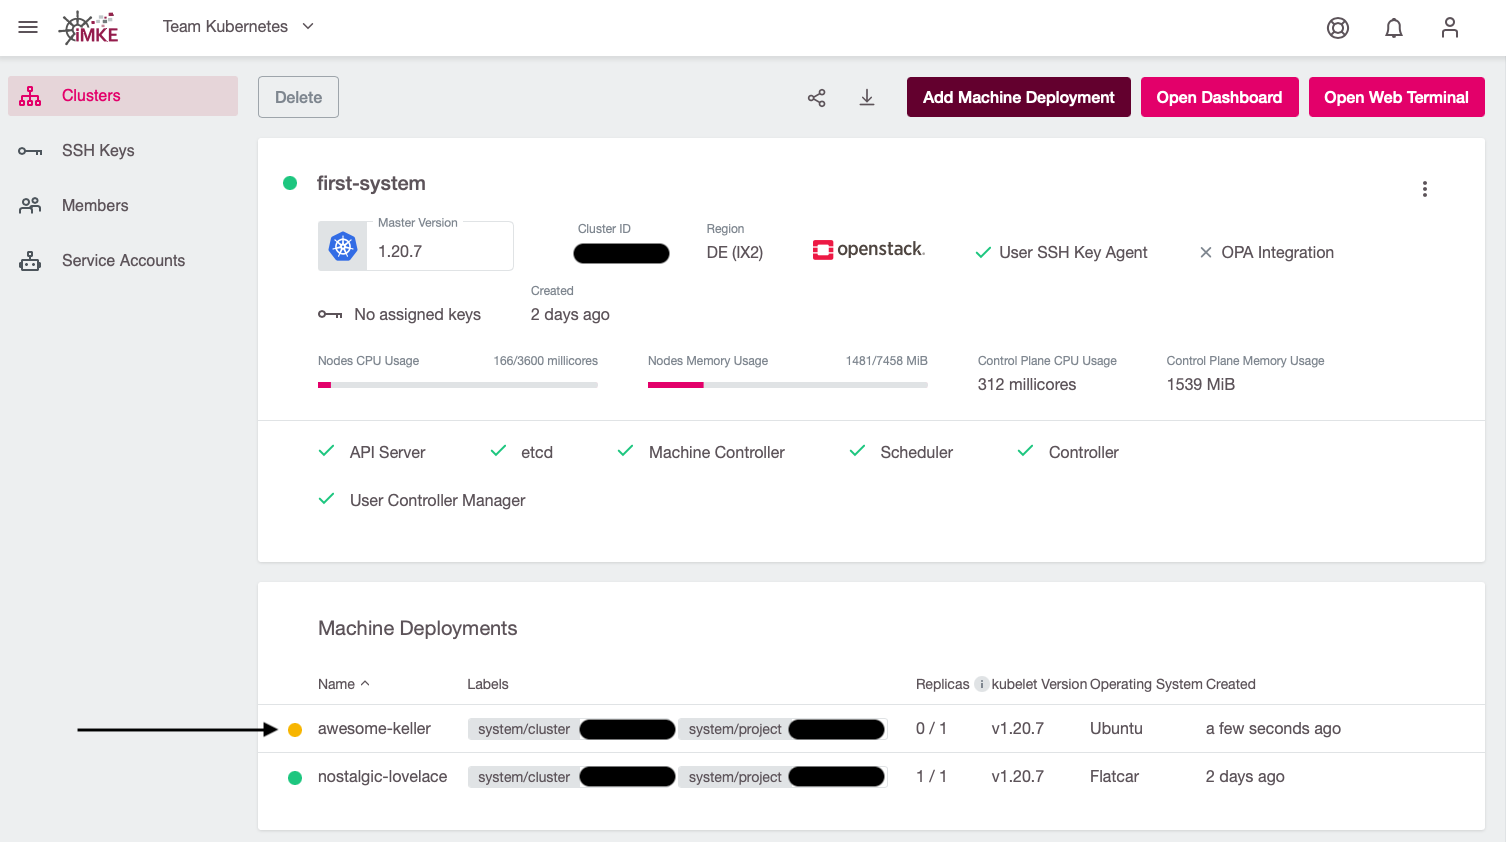 iMKE
Team Kubernetes
Clusters
SSH Keys
Members
Service Accounts
Delete
Add Machine Deployment
Open Dashboard
Open Web Terminal
first-system
Master Version
1.20.7
Cluster ID
Region
DE (IX2)
openstack.
User SSH Key Agent
OPA Integration
No assigned keys
Created
2 days ago
Nodes CPU Usage 166/3600 millicores
Nodes Memory Usage 1481/7458 MiB
Control Plane CPU Usage
312 millicores
Control Plane Memory Usage
1539 MiB
API Server etcd Machine Controller Scheduler Controller
User Controller Manager
Machine Deployments
Name Labels Replicas i kubelet Version Operating System Created
awesome-keller system/cluster system/project 0 / 1 v1.20.7 Ubuntu a few seconds ago
nostalgic-lovelace system/cluster system/project 1 / 1 v1.20.7 Flatcar 2 days ago